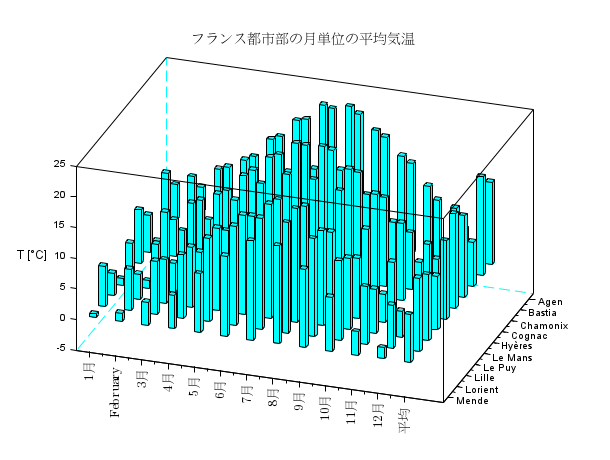 フランス都市部の月単位の平均気温
25
20
15
T [°C] 10
5
0
-5
1月
February
3月
4月
5月
6月
7月
8月
9月
10月
11月
12月
平均
Agen
Bastia
Chamonix
Cognac
Hyères
Le Mans
Le Puy
Lille
Lorient
Mende